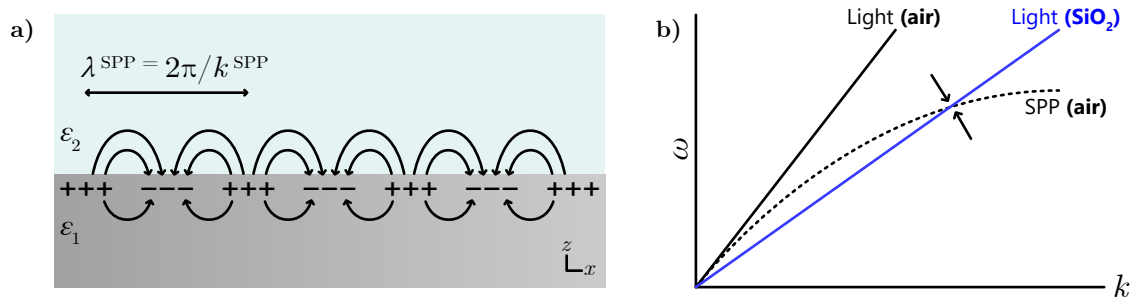 a)
λ^SPP = 2π/k^SPP
ε₂
+++ --- +++ --- +++ --- +++
ε₁
z
x
b)
Light (air)
Light (SiO₂)
SPP (air)
ω
k